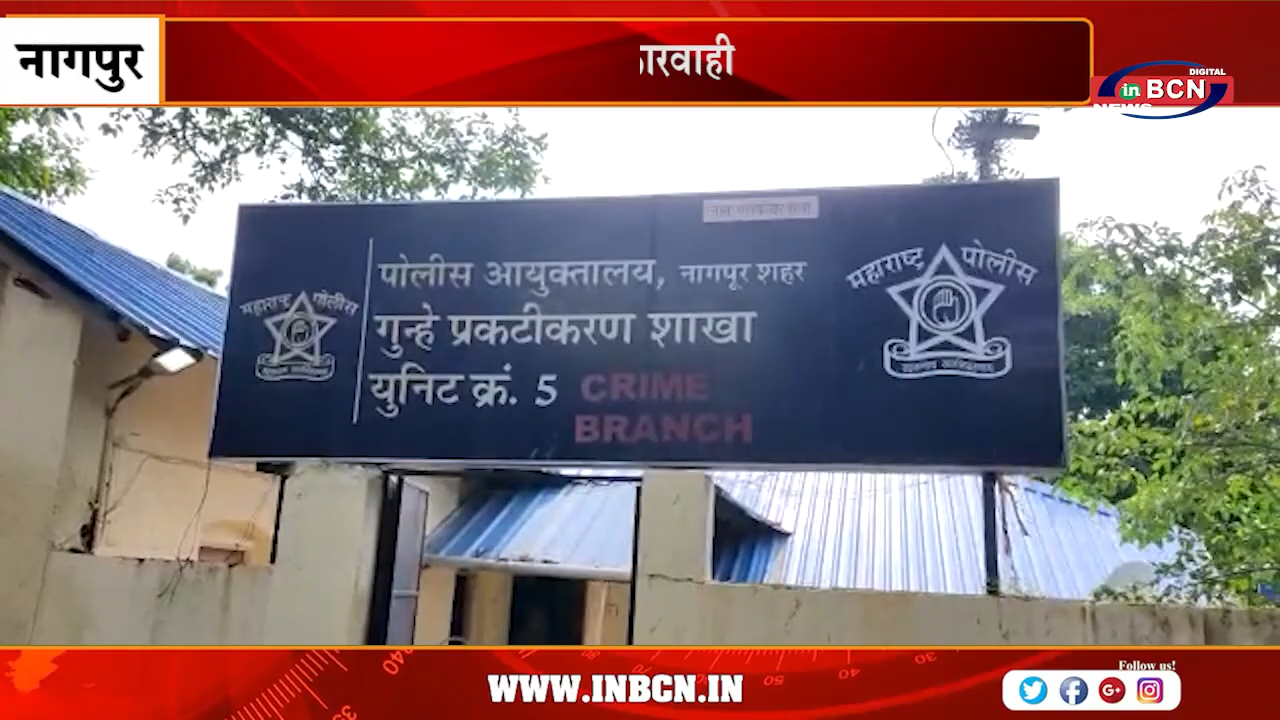 नागपुर
DIGITAL
in BCN
NEWS
महाराष्ट्र पोलीस
पोलीस आयुक्तालय, नागपूर शहर
गुन्हे प्रकटीकरण शाखा
युनिट क्रं. 5 CRIME
BRANCH
महाराष्ट्र पोलीस
WWW.INBCN.IN
Follow us!